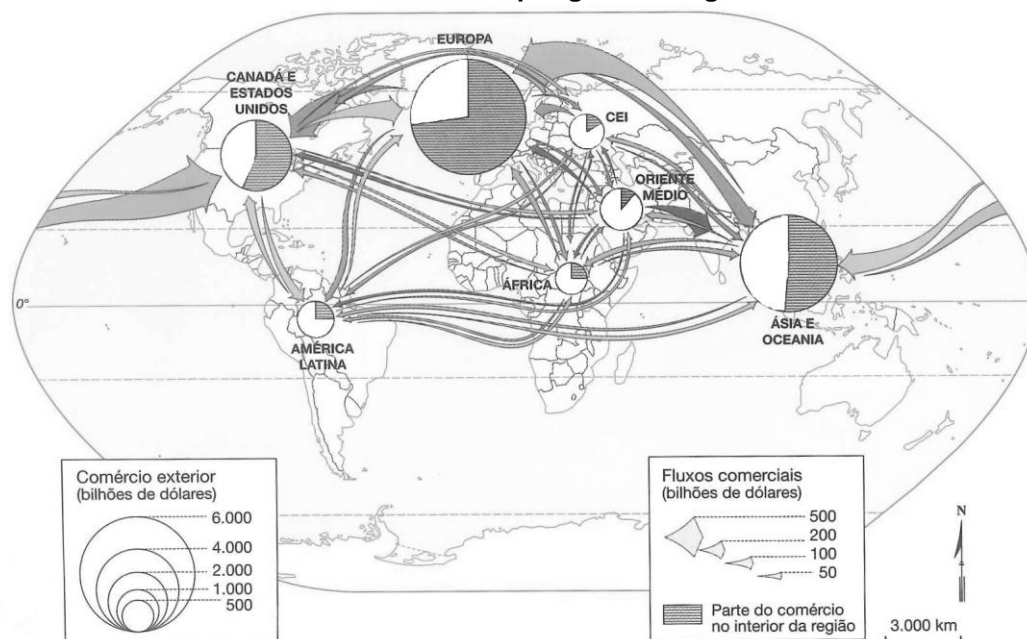 EUROPA
CANADÁ E
ESTADOS
UNIDOS
CEI
ORIENTE
MÉDIO
ÁFRICA
0°
ÁSIA E
OCEANIA
AMÉRICA
LATINA
Comércio exterior
(bilhões de dólares)
6.000
4.000
2.000
1.000
500
Fluxos comerciais
(bilhões de dólares)
500
200
100
50
Parte do comércio
no interior da região
N
3.000 km